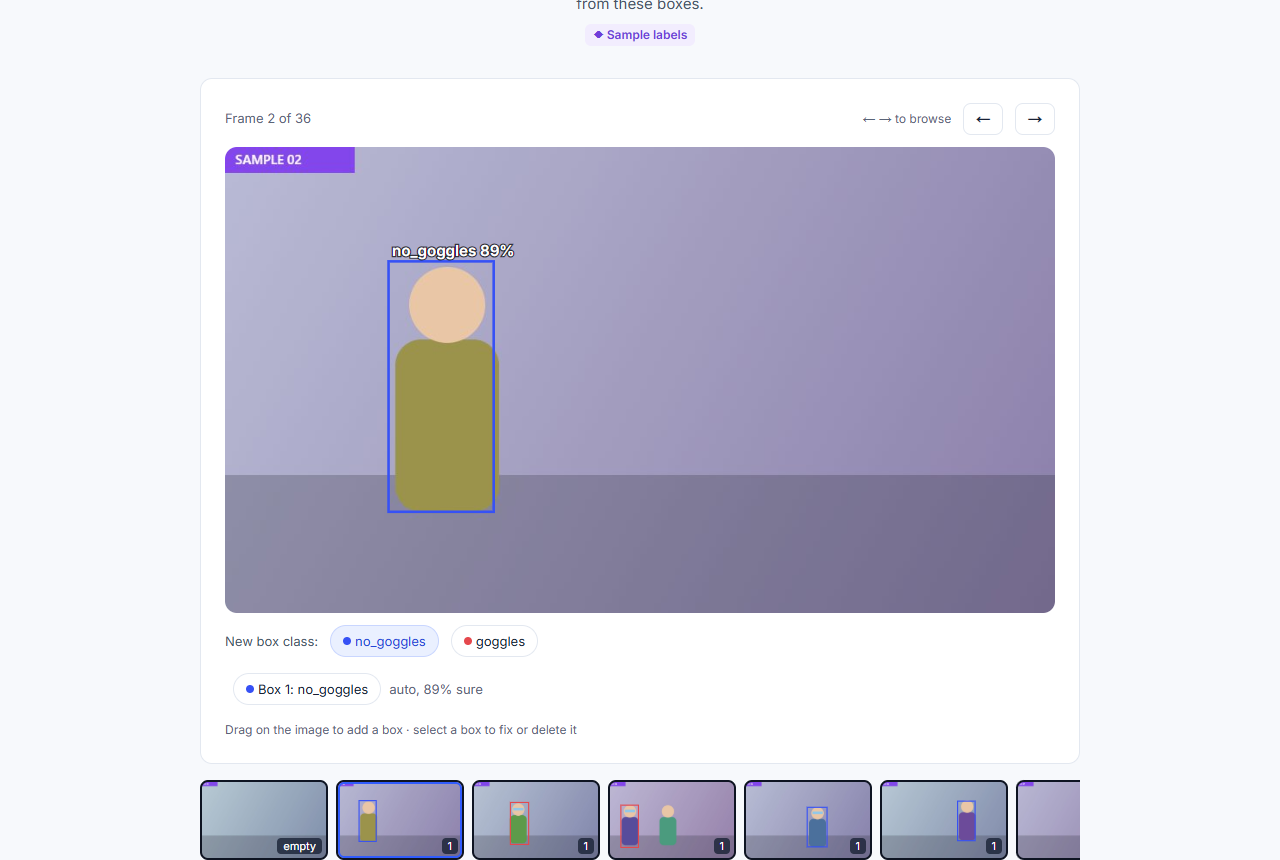 from these boxes.
Sample labels
Frame 2 of 36
← → to browse
←
→
SAMPLE 02
no_goggles 89%
New box class:
no_goggles
goggles
Box 1: no_goggles
auto, 89% sure
Drag on the image to add a box · select a box to fix or delete it
empty
1
1
1
1
1